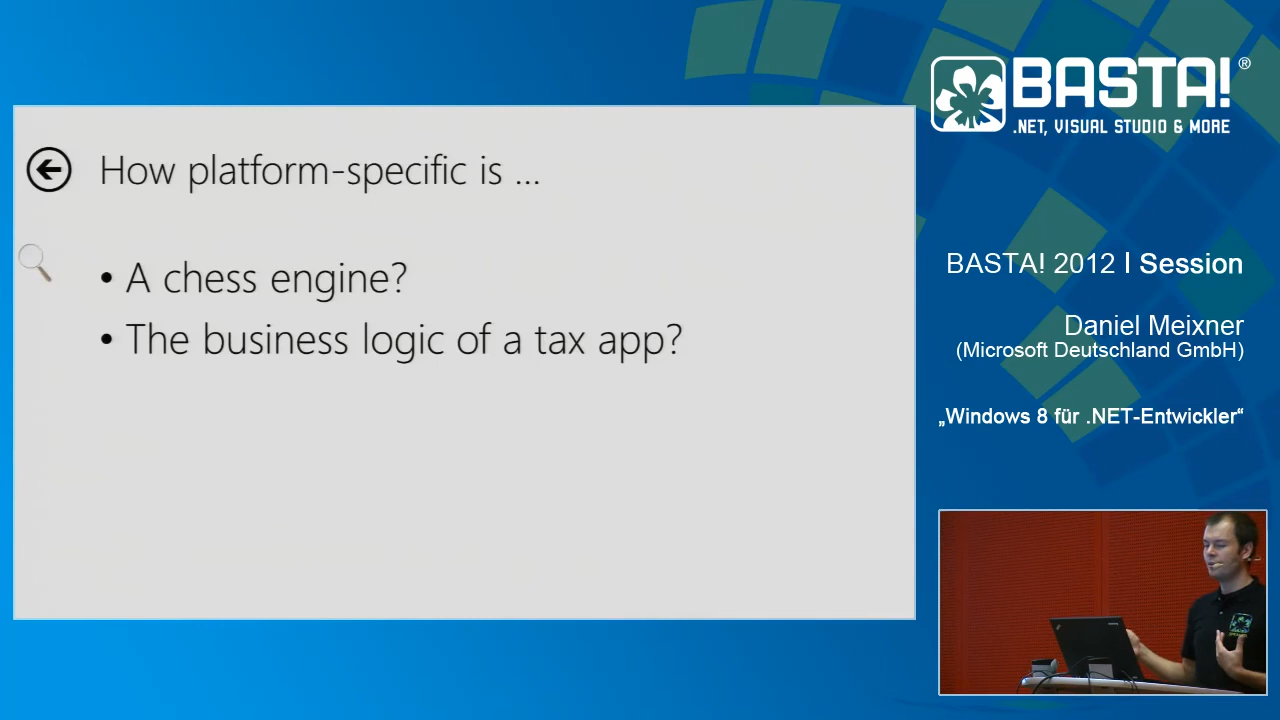 How platform-specific is ...
• A chess engine?
• The business logic of a tax app?
BASTA!®
.NET, VISUAL STUDIO & MORE
BASTA! 2012 I Session
Daniel Meixner
(Microsoft Deutschland GmbH)
„Windows 8 für .NET-Entwickler“